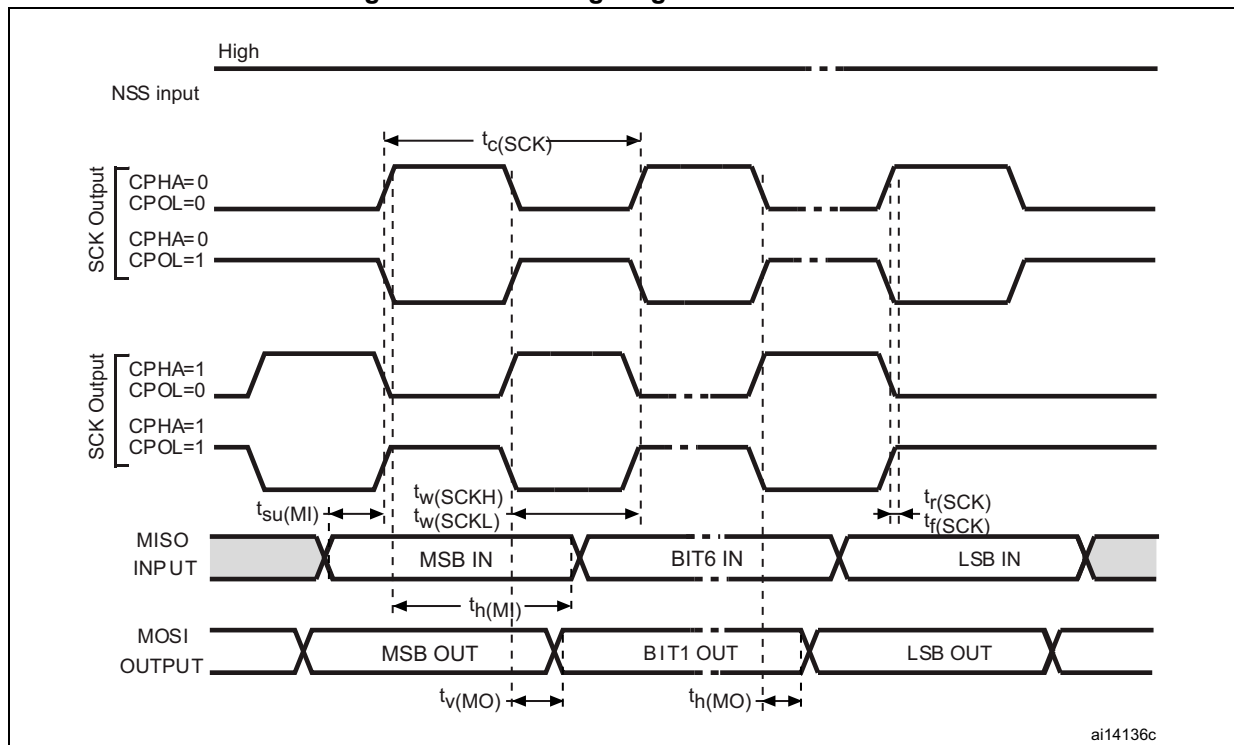 High
NSS input
tc(SCK)
SCK Output
CPHA=0
CPOL=0
CPHA=0
CPOL=1
SCK Output
CPHA=1
CPOL=0
CPHA=1
CPOL=1
tsu(MI)
tw(SCKH)
tw(SCKL)
tr(SCK)
tf(SCK)
MISO
INPUT
MSB IN
BIT6 IN
LSB IN
th(MI)
MOSI
OUTPUT
MSB OUT
BIT1 OUT
LSB OUT
tv(MO)
th(MO)
ai14136c